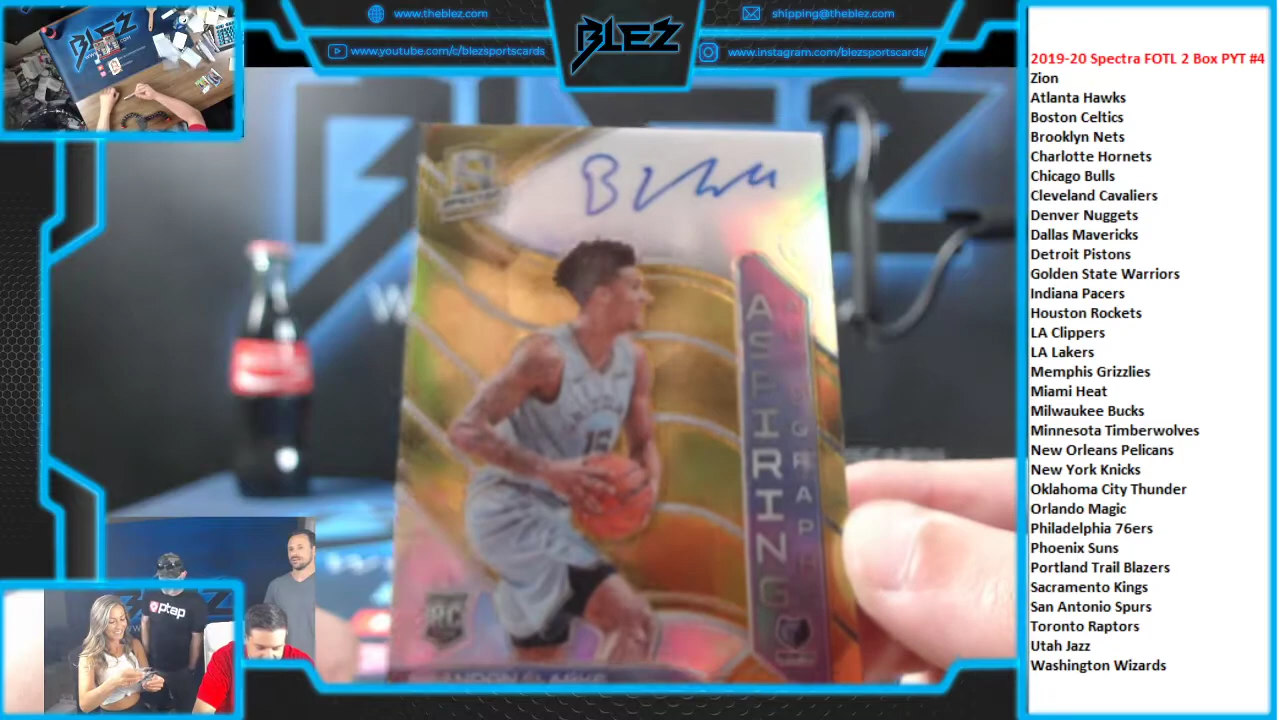 www.theblez.com
www.youtube.com/c/blezsportscards
BLEZ
shipping@theblez.com
www.instagram.com/blezsportscards/
SPECTRA
ASPIRING
15
RC
ptap
2019-20 Spectra FOTL 2 Box PYT #4
Zion
Atlanta Hawks
Boston Celtics
Brooklyn Nets
Charlotte Hornets
Chicago Bulls
Cleveland Cavaliers
Denver Nuggets
Dallas Mavericks
Detroit Pistons
Golden State Warriors
Indiana Pacers
Houston Rockets
LA Clippers
LA Lakers
Memphis Grizzlies
Miami Heat
Milwaukee Bucks
Minnesota Timberwolves
New Orleans Pelicans
New York Knicks
Oklahoma City Thunder
Orlando Magic
Philadelphia 76ers
Phoenix Suns
Portland Trail Blazers
Sacramento Kings
San Antonio Spurs
Toronto Raptors
Utah Jazz
Washington Wizards